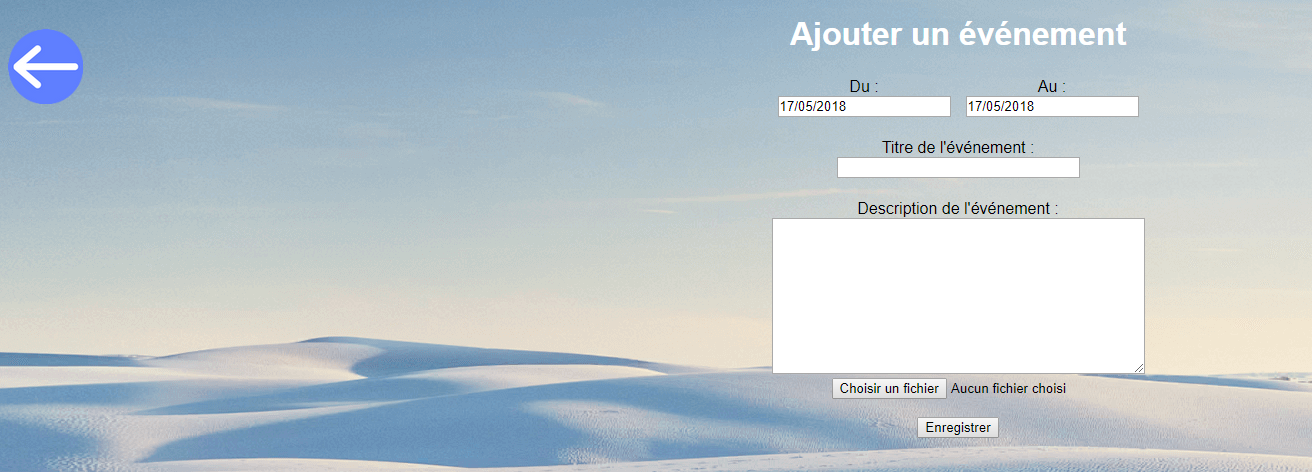 Ajouter un événement
Du : Au :
17/05/2018 17/05/2018
Titre de l'événement :
Description de l'événement :
Choisir un fichier Aucun fichier choisi
Enregistrer